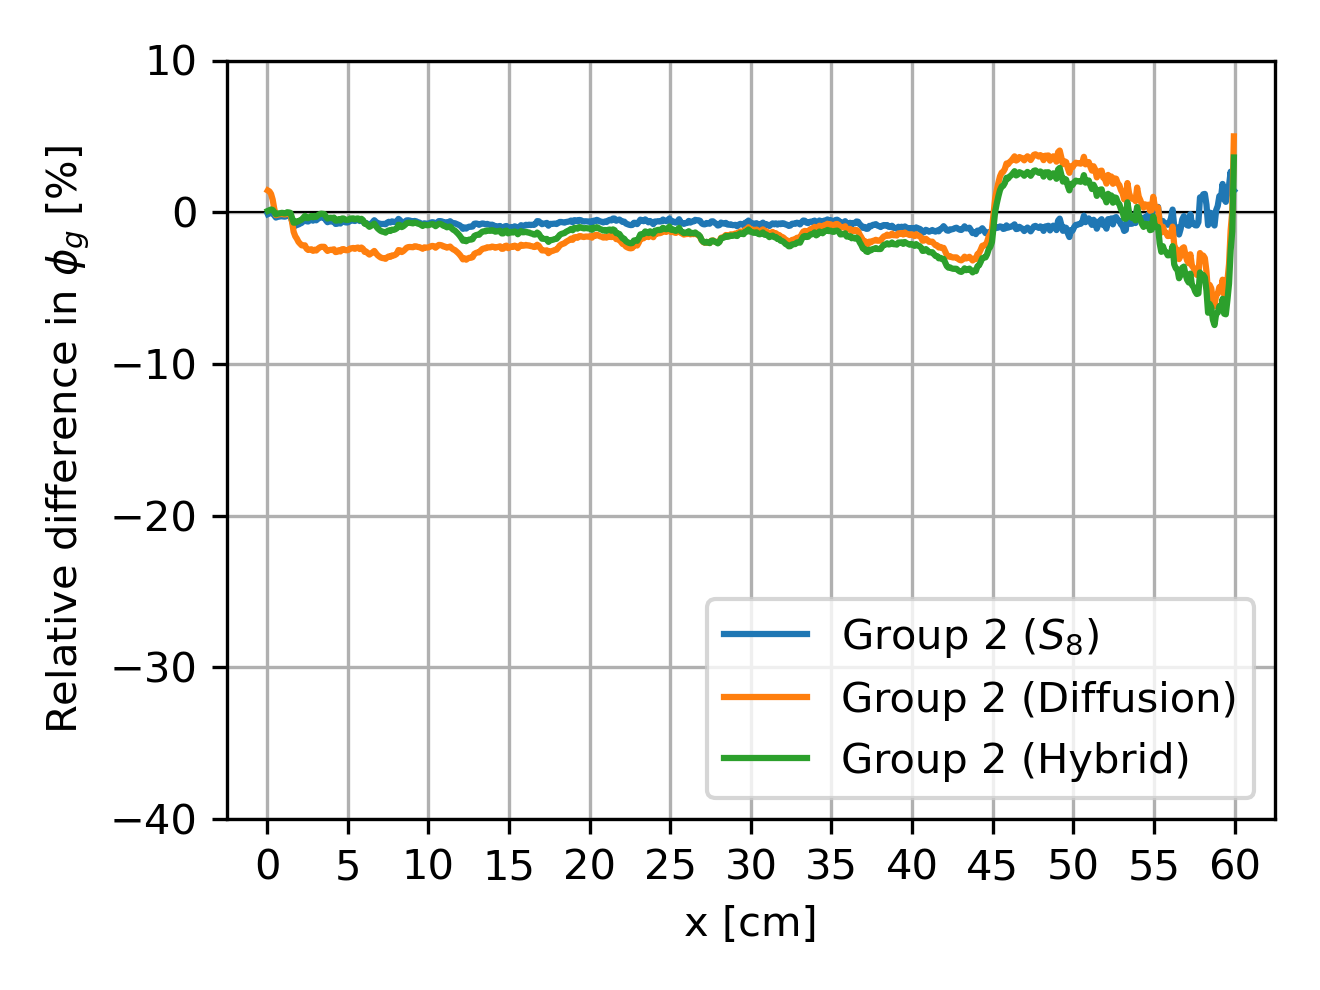 Relative difference in ϕ_g [%]
10
0
−10
−20
−30
−40
Group 2 (S₈)
Group 2 (Diffusion)
Group 2 (Hybrid)
0 5 10 15 20 25 30 35 40 45 50 55 60
x [cm]